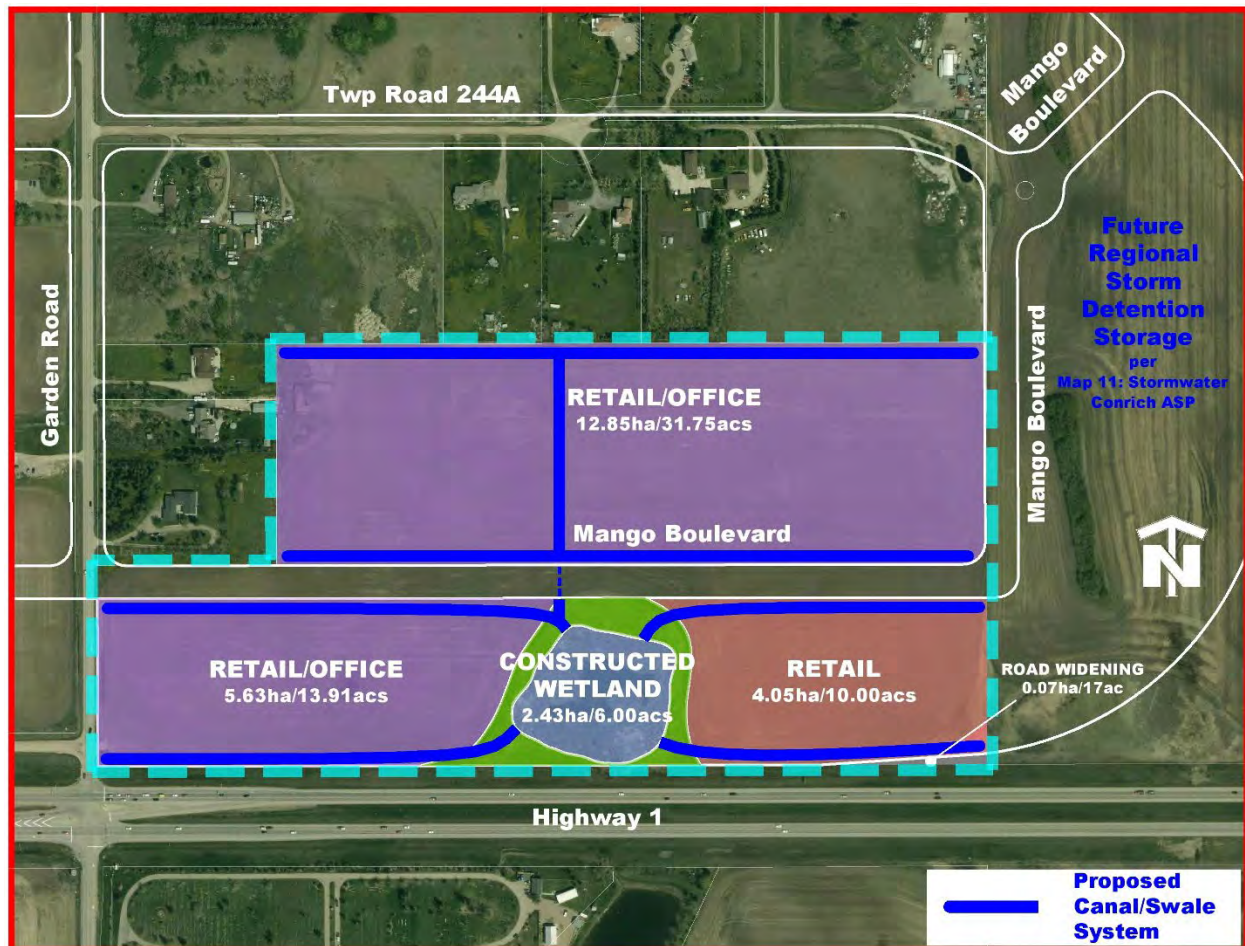 Twp Road 244A
Mango
Boulevard
Garden Road
Future
Regional
Storm
Detention
Storage
per
Map 11: Stormwater
Conrich ASP
Mango Boulevard
RETAIL/OFFICE
12.85ha/31.75acs
Mango Boulevard
N
RETAIL/OFFICE
5.63ha/13.91acs
CONSTRUCTED
WETLAND
2.43ha/6.00acs
RETAIL
4.05ha/10.00acs
ROAD WIDENING
0.07ha/17ac
Highway 1
Proposed
Canal/Swale
System